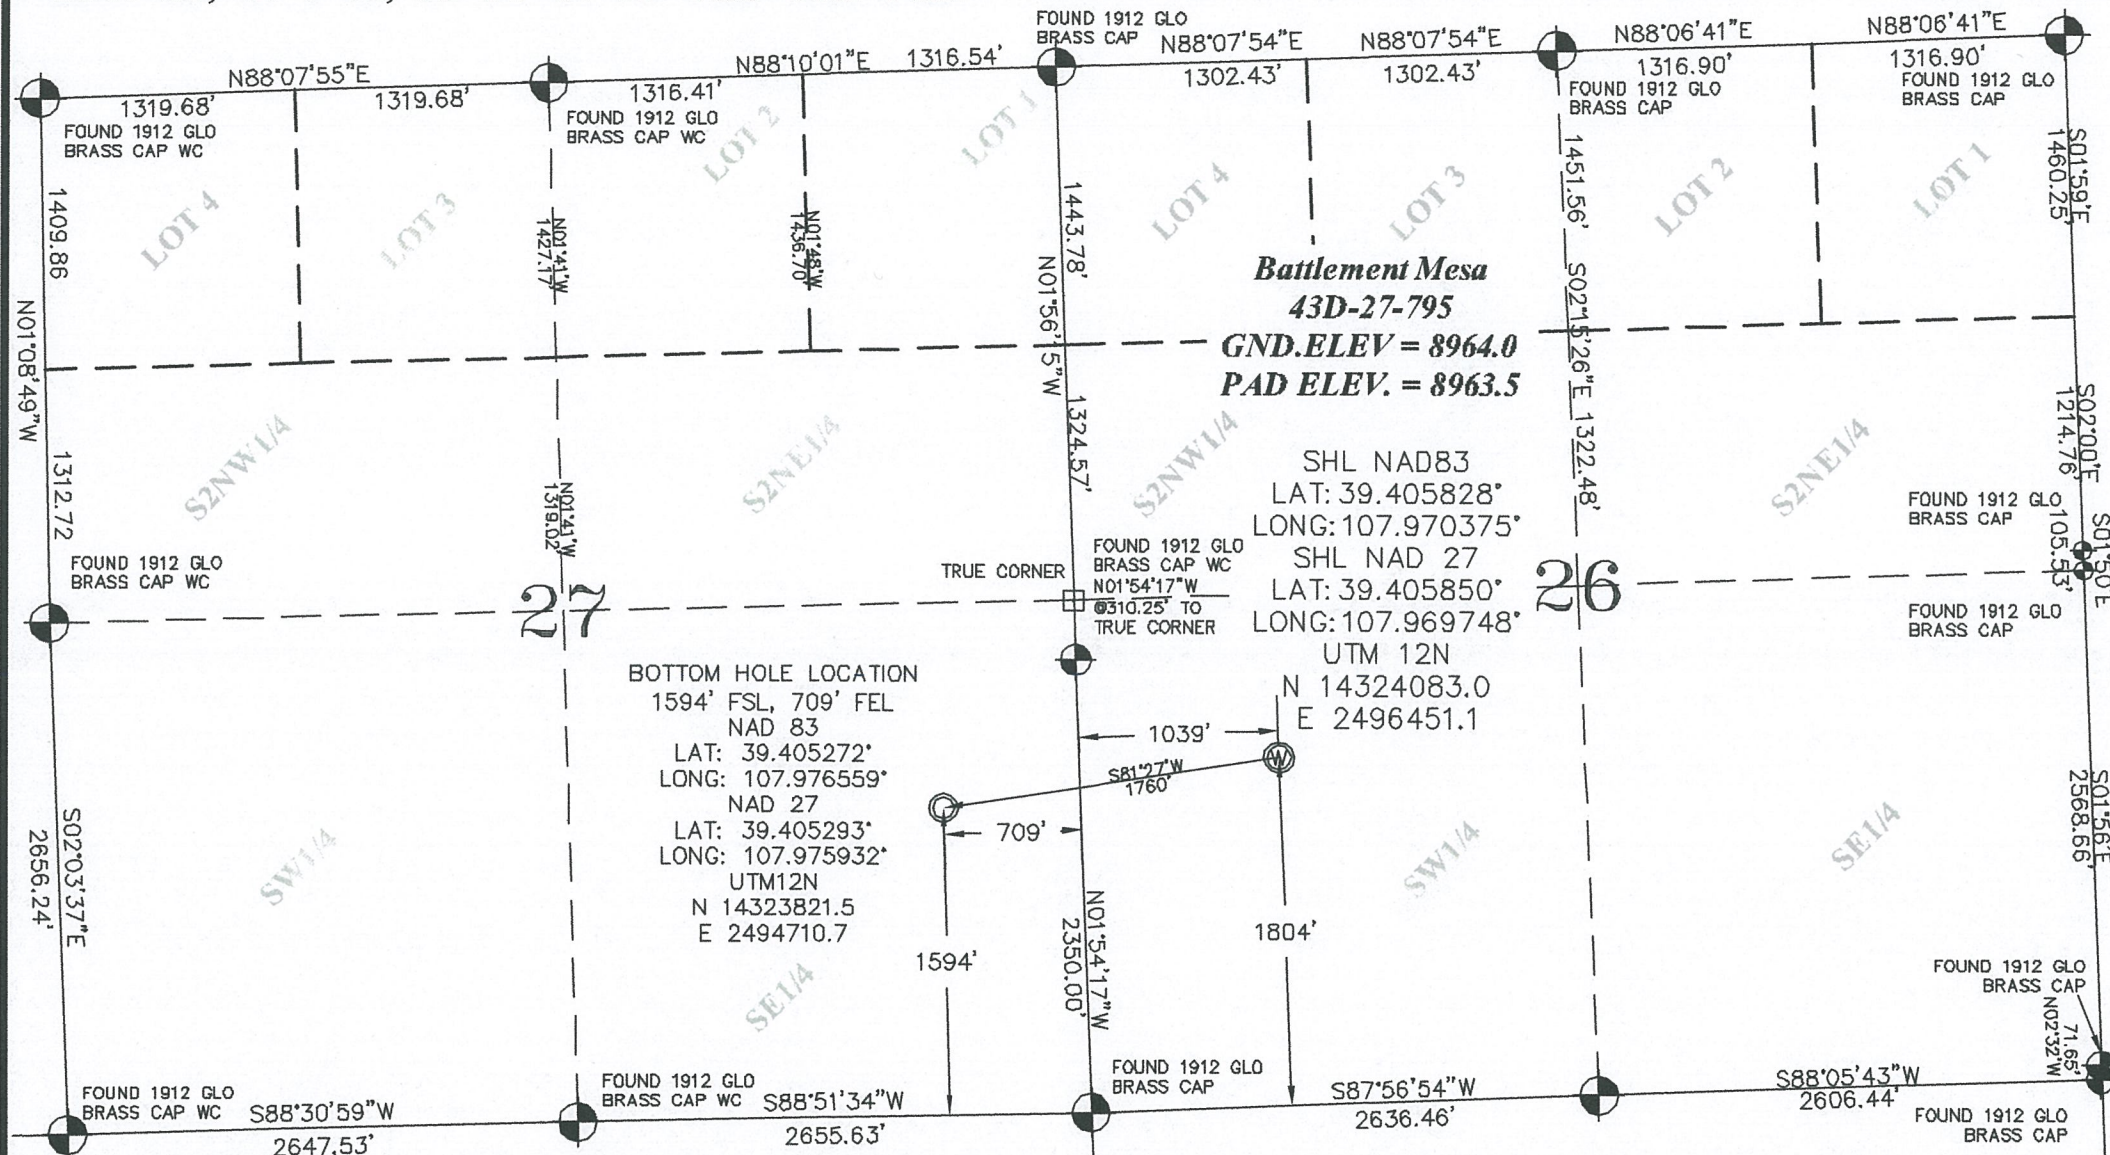 FOUND 1912 GLO
BRASS CAP
N88°07'55"E
1319.68'
1319.68'
N88°10'01"E
1316.41'
1316.54'
N88°07'54"E
N88°07'54"E
1302.43'
1302.43'
N88°06'41"E
N88°06'41"E
1316.90'
1316.90'
FOUND 1912 GLO
BRASS CAP WC
FOUND 1912 GLO
BRASS CAP WC
FOUND 1912 GLO
BRASS CAP
FOUND 1912 GLO
BRASS CAP
LOT 4
LOT 3
LOT 2
LOT 1
LOT 4
LOT 3
LOT 2
LOT 1
1409.86
N01°08'49"W
1312.72
N01°41'W
1427.17'
N01°48'W
1436.70'
1443.78'
N01°56'15"W
1324.57'
1451.56'
S02°15'26"E
1322.48'
S01°59'E
1460.25'
S02°00'E
1214.76'
Battlement Mesa
43D-27-795
GND.ELEV = 8964.0
PAD ELEV. = 8963.5
S2NW1/4
S2NE1/4
S2NW1/4
S2NE1/4
N01°41'W
1319.02'
SHL NAD83
LAT: 39.405828°
LONG: 107.970375°
SHL NAD 27
LAT: 39.405850°
LONG: 107.969748°
UTM 12N
N 14324083.0
E 2496451.1
FOUND 1912 GLO
BRASS CAP
105.53'
S01°50'E
FOUND 1912 GLO
BRASS CAP
FOUND 1912 GLO
BRASS CAP WC
TRUE CORNER
FOUND 1912 GLO
BRASS CAP WC
N01°54'17"W
@310.25' TO
TRUE CORNER
27
26
BOTTOM HOLE LOCATION
1594' FSL, 709' FEL
NAD 83
LAT: 39.405272°
LONG: 107.976559°
NAD 27
LAT: 39.405293°
LONG: 107.975932°
UTM12N
N 14323821.5
E 2494710.7
1039'
W
S81°27'W
1760'
709'
1594'
1804'
S02°03'37"E
2656.24'
SW1/4
SE1/4
N01°54'17"W
2350.00'
SW1/4
SE1/4
S01°56'E
2568.66'
FOUND 1912 GLO
BRASS CAP
71.65'
N02°32'W
FOUND 1912 GLO
BRASS CAP WC
S88°30'59"W
2647.53'
FOUND 1912 GLO
BRASS CAP WC
S88°51'34"W
2655.63'
FOUND 1912 GLO
BRASS CAP
S87°56'54"W
2636.46'
S88°05'43"W
2606.44'
FOUND 1912 GLO
BRASS CAP